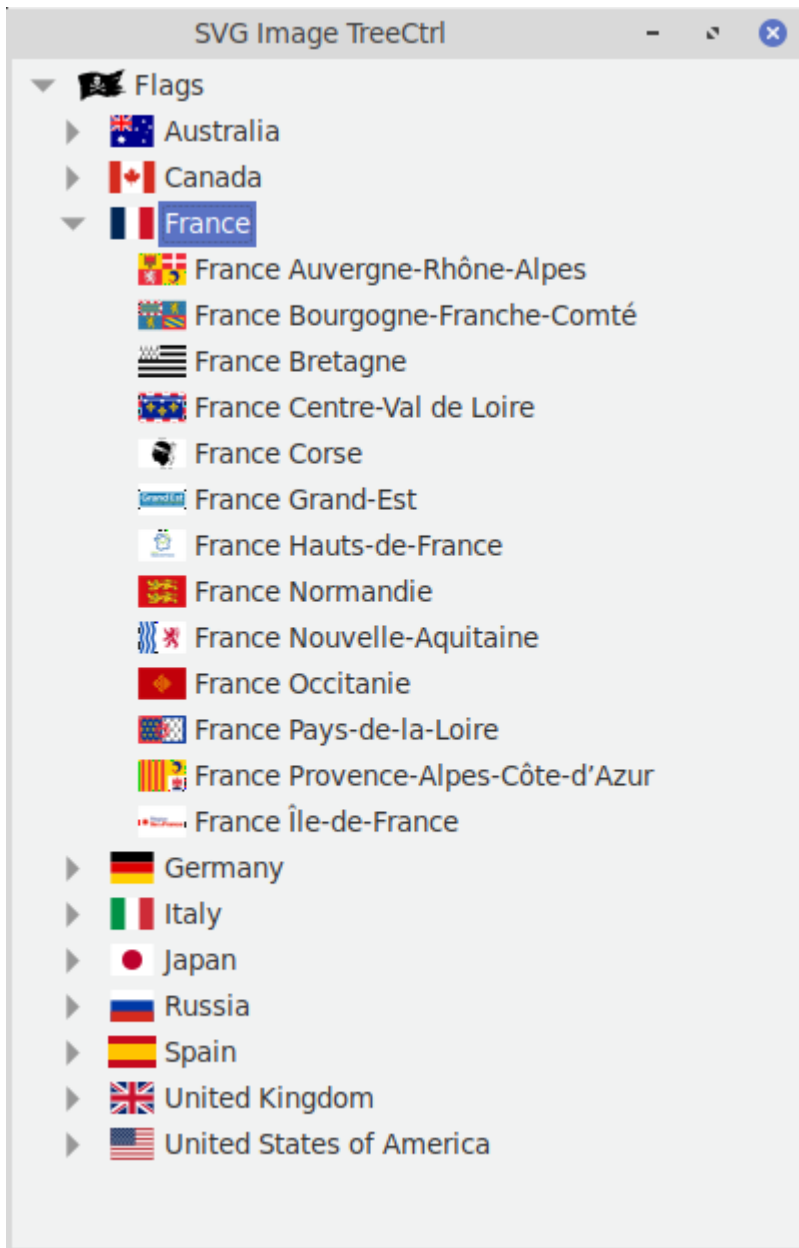 SVG Image TreeCtrl
Flags
Australia
Canada
France
France Auvergne-Rhône-Alpes
France Bourgogne-Franche-Comté
France Bretagne
France Centre-Val de Loire
France Corse
Grand Est France Grand-Est
France Hauts-de-France
France Normandie
France Nouvelle-Aquitaine
France Occitanie
France Pays-de-la-Loire
France Provence-Alpes-Côte-d’Azur
France Île-de-France
Germany
Italy
Japan
Russia
Spain
United Kingdom
United States of America